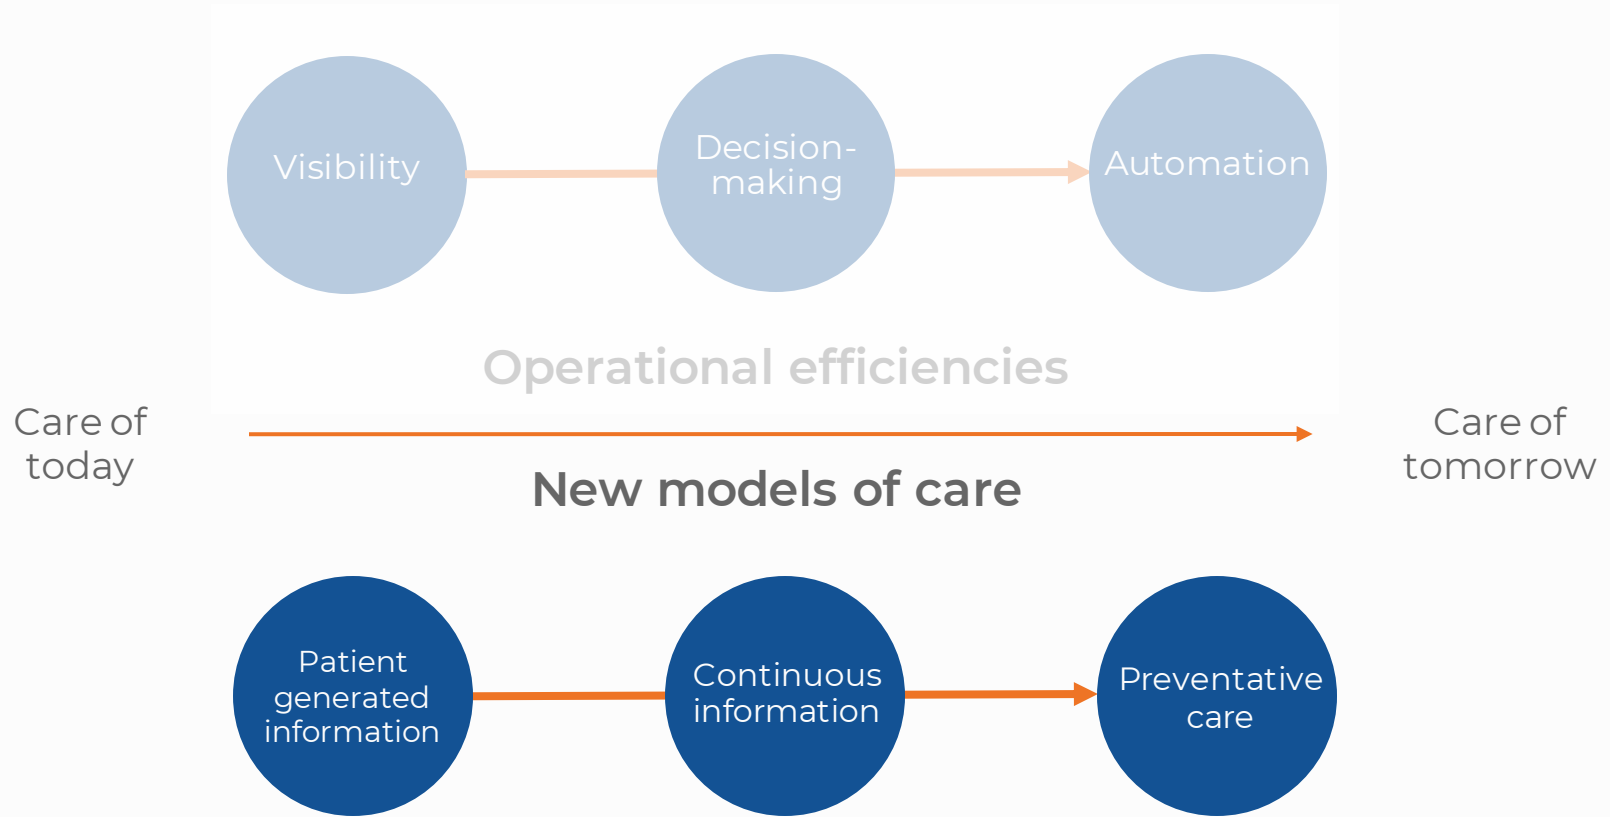 Visibility
Decision-
making
Automation
Operational efficiencies
Care of
today
Care of
tomorrow
New models of care
Patient
generated
information
Continuous
information
Preventative
care